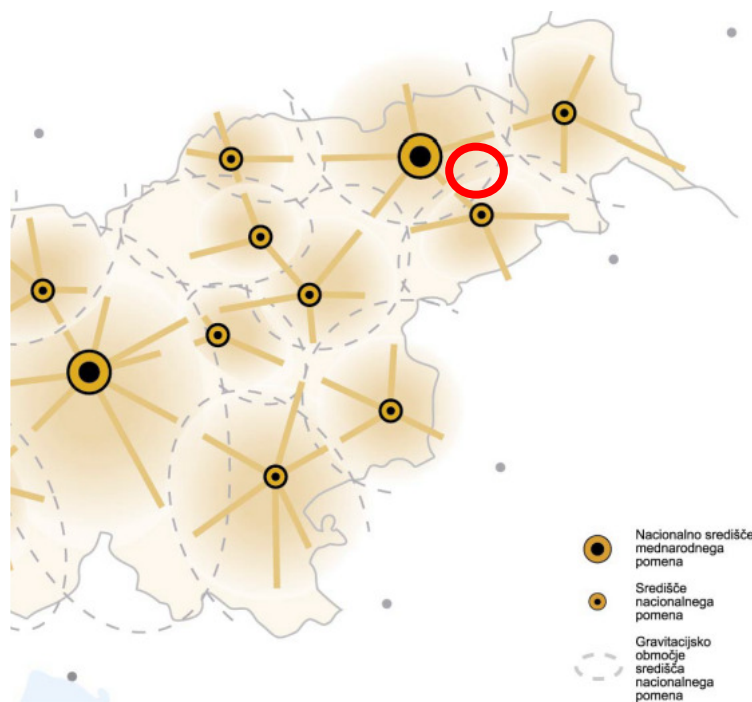 Nacionalno središče
mednarodnega
pomena
Središče
nacionalnega
pomena
Gravitacijsko
območje
središča
nacionalnega
pomena